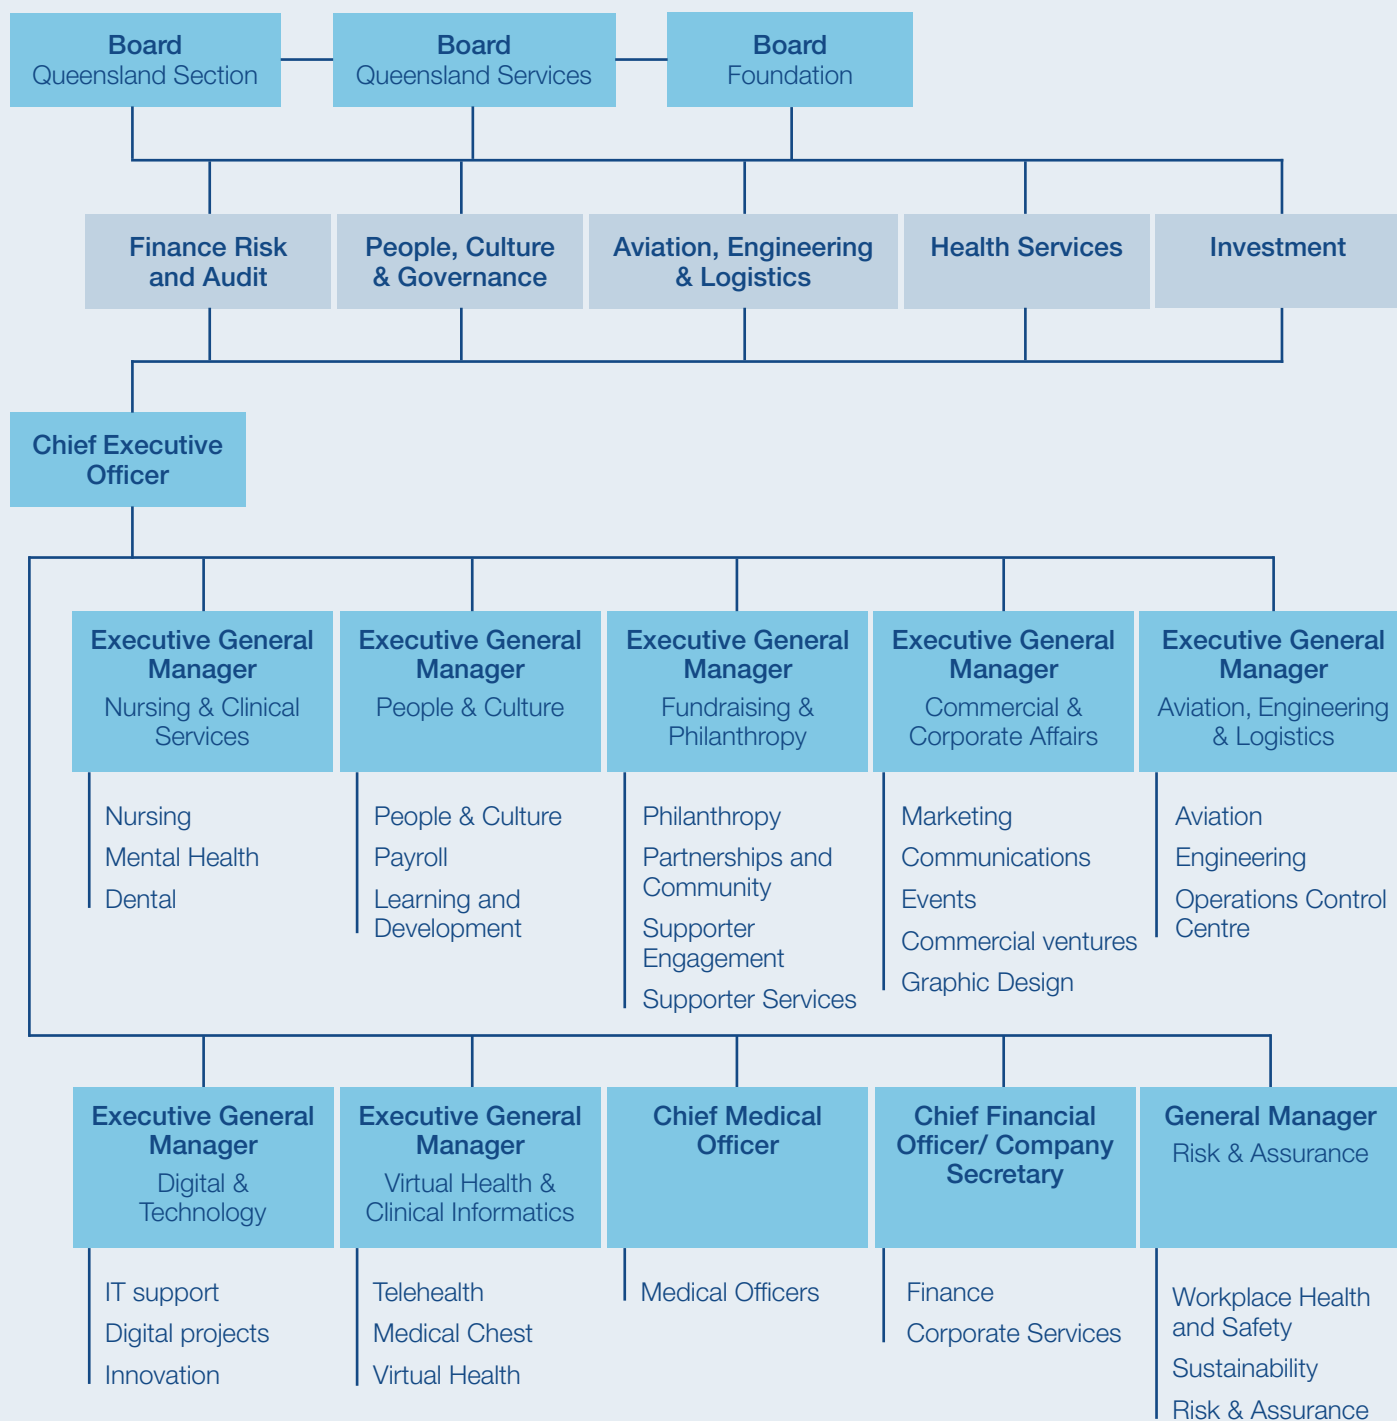 Board
Queensland Section
Board
Queensland Services
Board
Foundation
Finance Risk
and Audit
People, Culture
& Governance
Aviation, Engineering
& Logistics
Health Services
Investment
Chief Executive
Officer
Executive General
Manager
Nursing & Clinical
Services
Nursing
Mental Health
Dental
Executive General
Manager
People & Culture
People & Culture
Payroll
Learning and
Development
Executive General
Manager
Fundraising &
Philanthropy
Philanthropy
Partnerships and
Community
Supporter
Engagement
Supporter Services
Executive General
Manager
Commercial &
Corporate Affairs
Marketing
Communications
Events
Commercial ventures
Graphic Design
Executive General
Manager
Aviation, Engineering
& Logistics
Aviation
Engineering
Operations Control
Centre
Executive General
Manager
Digital &
Technology
IT support
Digital projects
Innovation
Executive General
Manager
Virtual Health &
Clinical Informatics
Telehealth
Medical Chest
Virtual Health
Chief Medical
Officer
Medical Officers
Chief Financial
Officer/ Company
Secretary
Finance
Corporate Services
General Manager
Risk & Assurance
Workplace Health
and Safety
Sustainability
Risk & Assurance